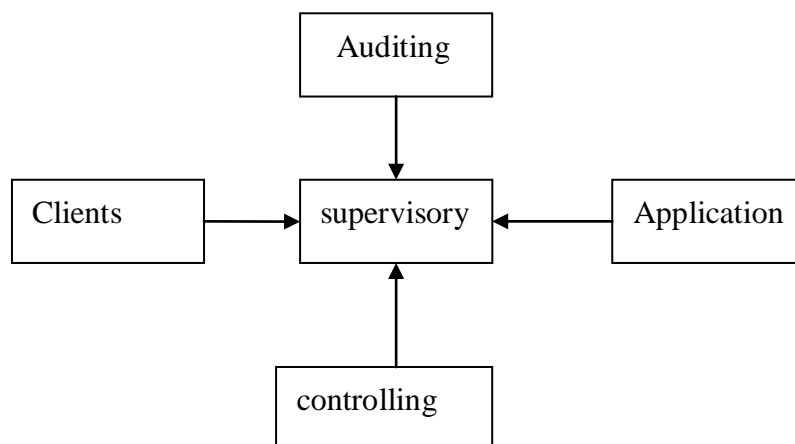 Auditing
Clients
supervisory
Application
controlling